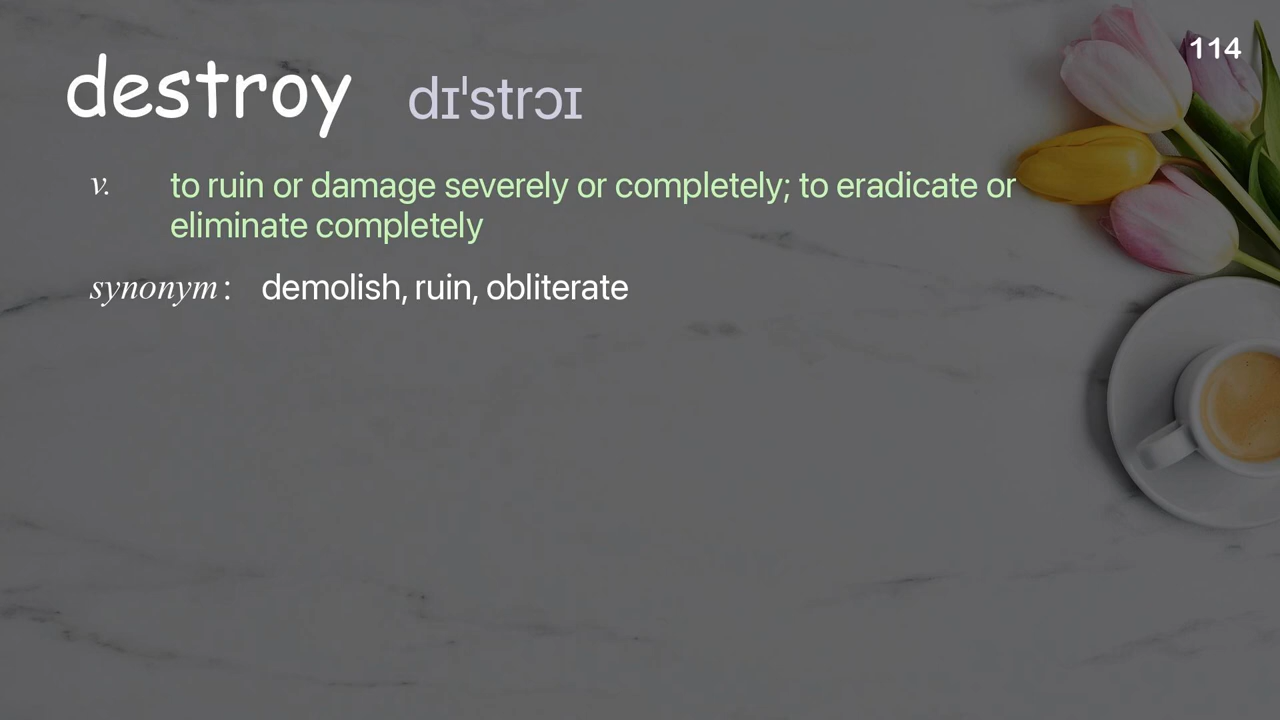 114
destroy dɪˈstrɔɪ
v. to ruin or damage severely or completely; to eradicate or
eliminate completely
synonym : demolish, ruin, obliterate